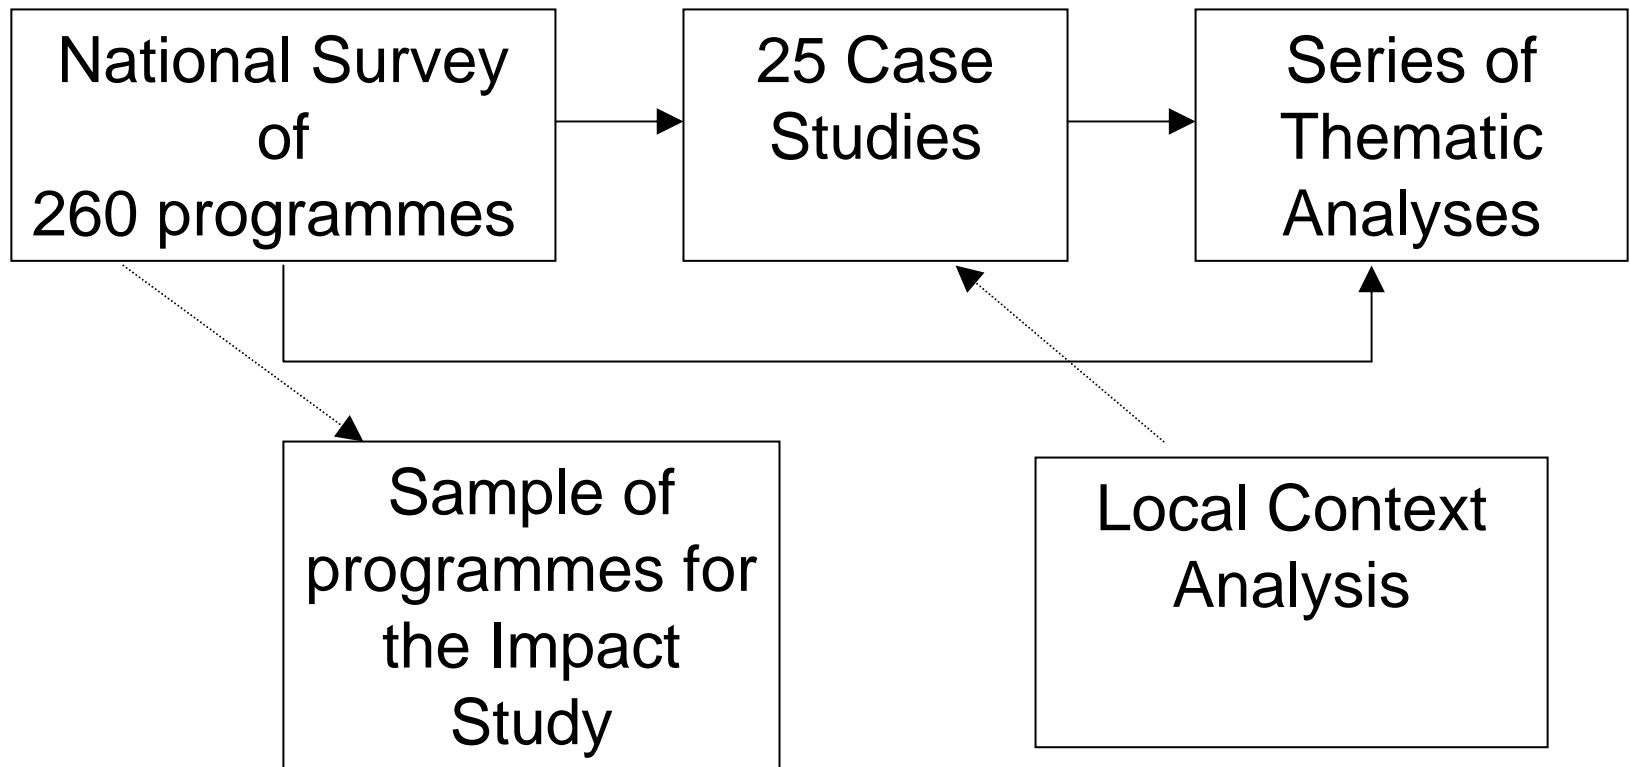 National Survey
of
260 programmes
25 Case
Studies
Series of
Thematic
Analyses
Sample of
programmes for
the Impact
Study
Local Context
Analysis